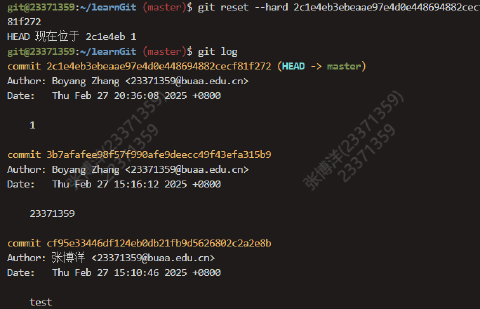 git@23371359:~/learnGit (master)$ git reset --hard 2c1e4eb3ebeaae97e4d0e448694882cecf
81f272
HEAD 现在位于 2c1e4eb 1
git@23371359:~/learnGit (master)$ git log
commit 2c1e4eb3ebeaae97e4d0e448694882cecf81f272 (HEAD -> master)
Author: Boyang Zhang <23371359@buaa.edu.cn>
Date:   Thu Feb 27 20:36:08 2025 +0800
1
commit 3b7afafee98f57f990afe9deecc49f43efa315b9
Author: Boyang Zhang <23371359@buaa.edu.cn>
Date:   Thu Feb 27 15:16:12 2025 +0800
23371359
commit cf95e33446df124eb0db21fb9d5626802c2a2e8b
Author: 张博洋 <23371359@buaa.edu.cn>
Date:   Thu Feb 27 15:10:46 2025 +0800
test
张博洋(23371359)
23371359
张博洋(23371359)
23371359